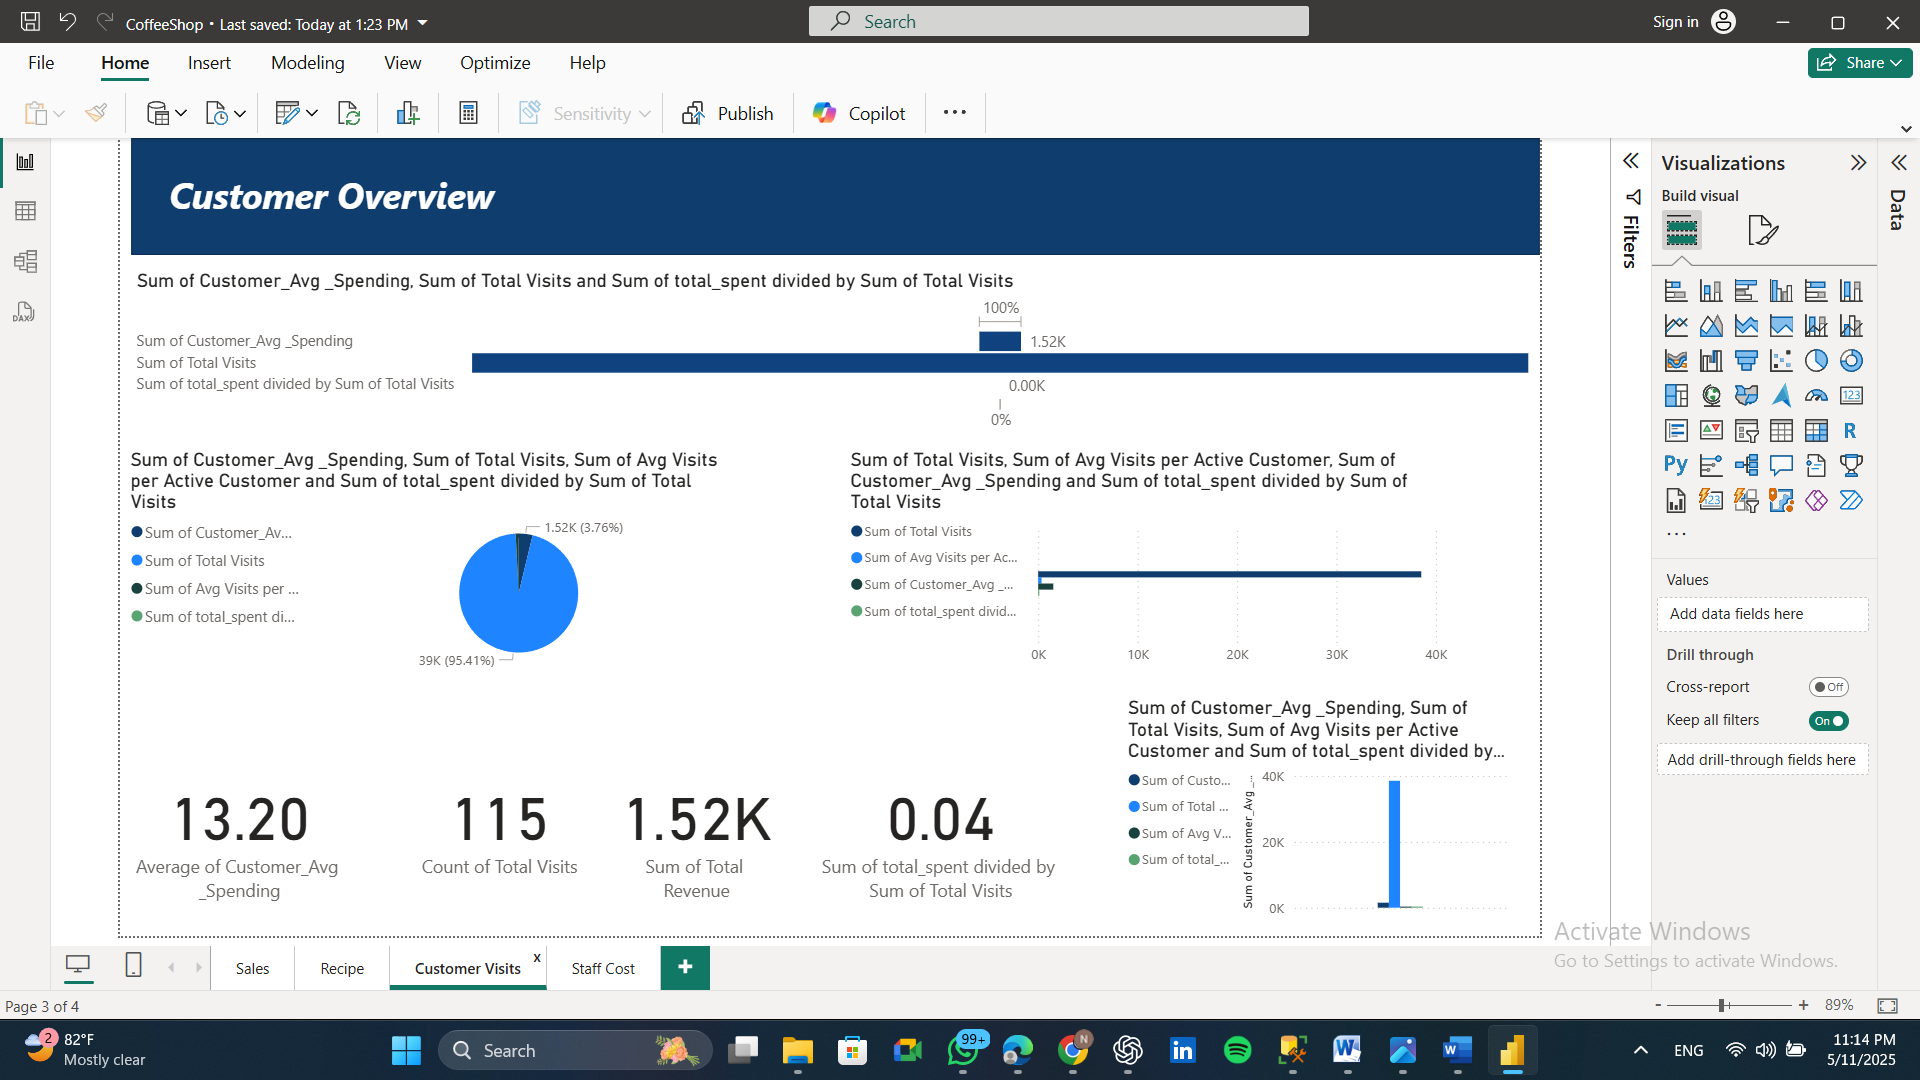 CoffeeShop • Last saved: Today at 1:23 PM
Search
Sign in
File
Home
Insert
Modeling
View
Optimize
Help
Share
Sensitivity
Publish
Copilot
Customer Overview
Sum of Customer_Avg _Spending, Sum of Total Visits and Sum of total_spent divided by Sum of Total Visits
100%
Sum of Customer_Avg _Spending
1.52K
Sum of Total Visits
Sum of total_spent divided by Sum of Total Visits
0.00K
0%
Sum of Customer_Avg _Spending, Sum of Total Visits, Sum of Avg Visits
per Active Customer and Sum of total_spent divided by Sum of Total
Visits
Sum of Customer_Av...
Sum of Total Visits
Sum of Avg Visits per ...
Sum of total_spent di...
1.52K (3.76%)
39K (95.41%)
Sum of Total Visits, Sum of Avg Visits per Active Customer, Sum of
Customer_Avg _Spending and Sum of total_spent divided by Sum of
Total Visits
Sum of Total Visits
Sum of Avg Visits per Ac...
Sum of Customer_Avg _...
Sum of total_spent divid...
0K
10K
20K
30K
40K
13.20
Average of Customer_Avg
_Spending
115
Count of Total Visits
1.52K
Sum of Total
Revenue
0.04
Sum of total_spent divided by
Sum of Total Visits
Sum of Customer_Avg _Spending, Sum of
Total Visits, Sum of Avg Visits per Active
Customer and Sum of total_spent divided by...
Sum of Custo...
Sum of Total ...
Sum of Avg V...
Sum of total_...
Sum of Customer_Avg _...
40K
20K
0K
Filters
Visualizations
Build visual
DAX
123
R
Py
123
...
Values
Add data fields here
Drill through
Cross-report
Off
Keep all filters
On
Add drill-through fields here
Data
Activate Windows
Go to Settings to activate Windows.
Sales
Recipe
Customer Visits
x
Staff Cost
+
Page 3 of 4
-
+
89%
2
82°F
Mostly clear
Search
99+
N
in
W
W
ENG
11:14 PM
5/11/2025